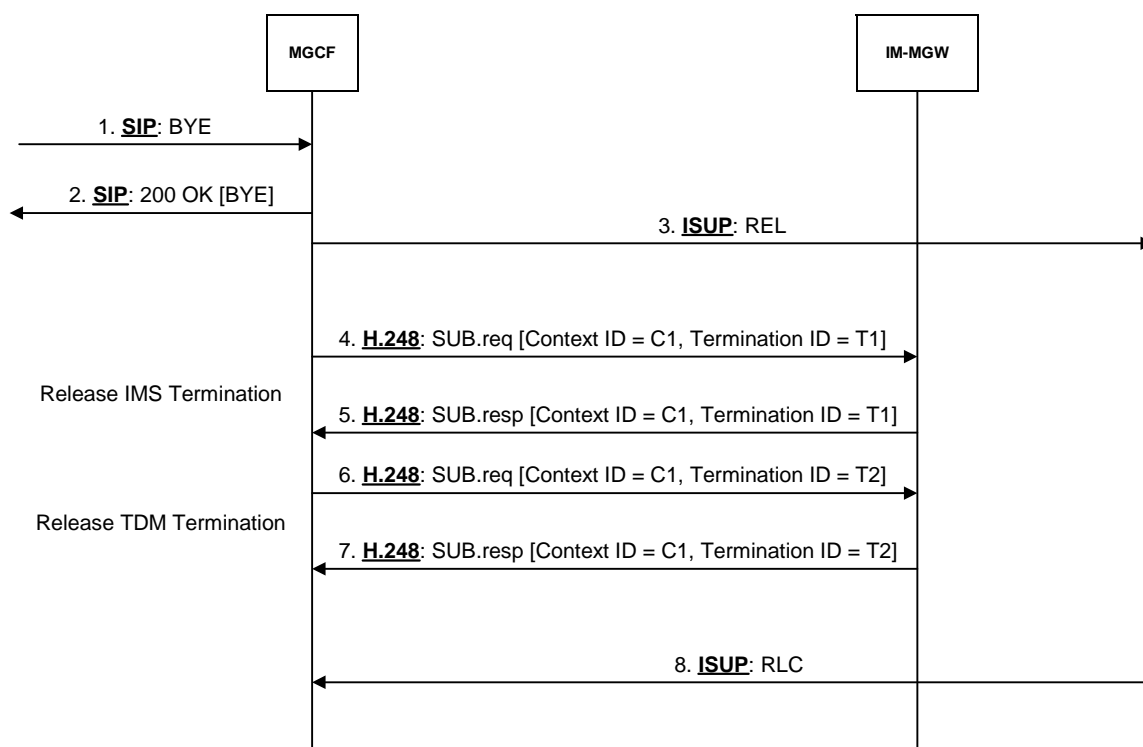 MGCF
IM-MGW
1. SIP: BYE
2. SIP: 200 OK [BYE]
3. ISUP: REL
4. H.248: SUB.req [Context ID = C1, Termination ID = T1]
Release IMS Termination
5. H.248: SUB.resp [Context ID = C1, Termination ID = T1]
6. H.248: SUB.req [Context ID = C1, Termination ID = T2]
Release TDM Termination
7. H.248: SUB.resp [Context ID = C1, Termination ID = T2]
8. ISUP: RLC